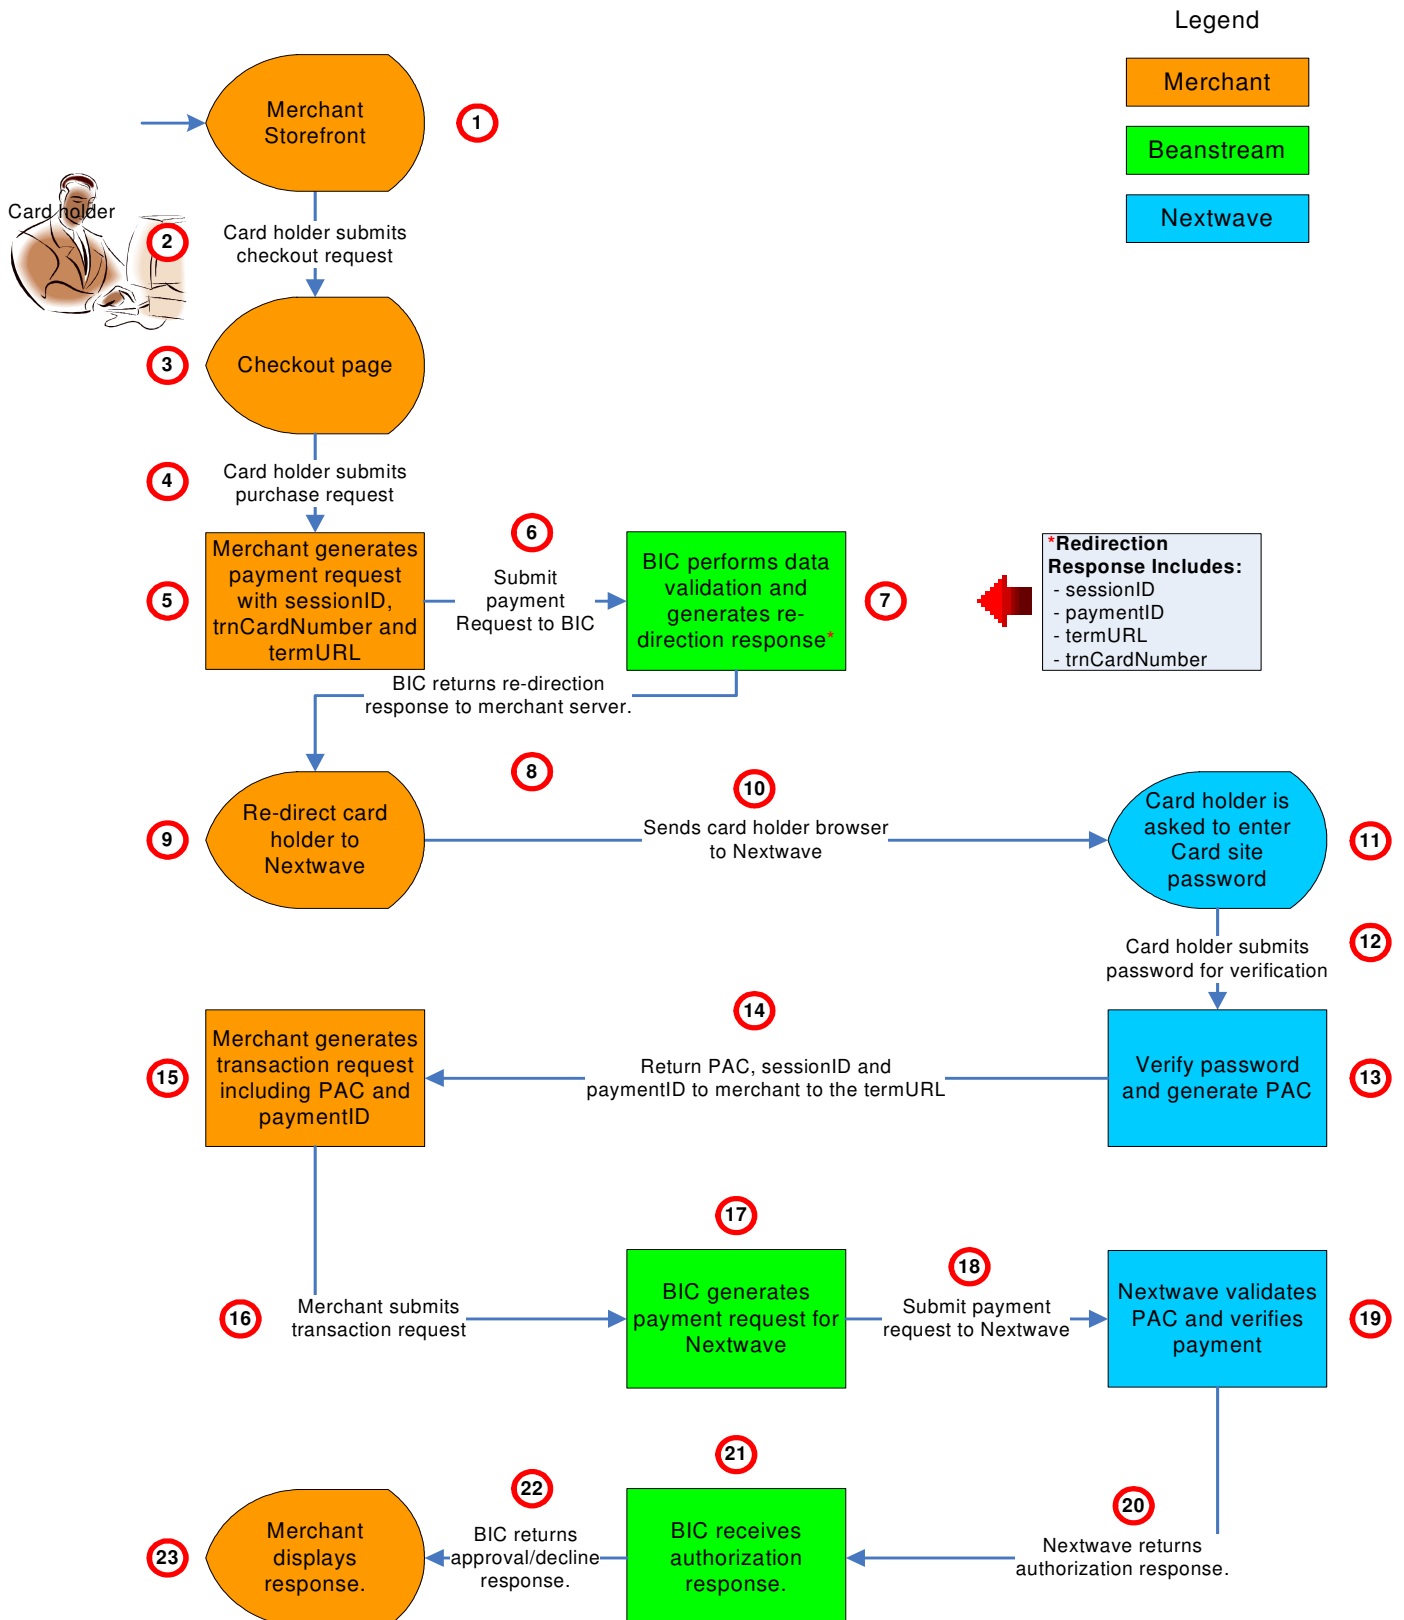 Legend
Merchant
Beanstream
Nextwave
Merchant
Storefront
1
Card holder
2
Card holder submits
checkout request
3
Checkout page
4
Card holder submits
purchase request
5
Merchant generates
payment request
with sessionID,
trnCardNumber and
termURL
6
Submit
payment
Request to BIC
BIC performs data
validation and
generates re-
direction response*
7
*Redirection
Response Includes:
- sessionID
- paymentID
- termURL
- trnCardNumber
BIC returns re-direction
response to merchant server.
8
9
Re-direct card
holder to
Nextwave
10
Sends card holder browser
to Nextwave
Card holder is
asked to enter
Card site
password
11
12
Card holder submits
password for verification
13
Verify password
and generate PAC
14
Return PAC, sessionID and
paymentID to merchant to the termURL
15
Merchant generates
transaction request
including PAC and
paymentID
16
Merchant submits
transaction request
17
BIC generates
payment request for
Nextwave
18
Submit payment
request to Nextwave
Nextwave validates
PAC and verifies
payment
19
20
Nextwave returns
authorization response.
21
BIC receives
authorization
response.
22
BIC returns
approval/decline
response.
23
Merchant
displays
response.